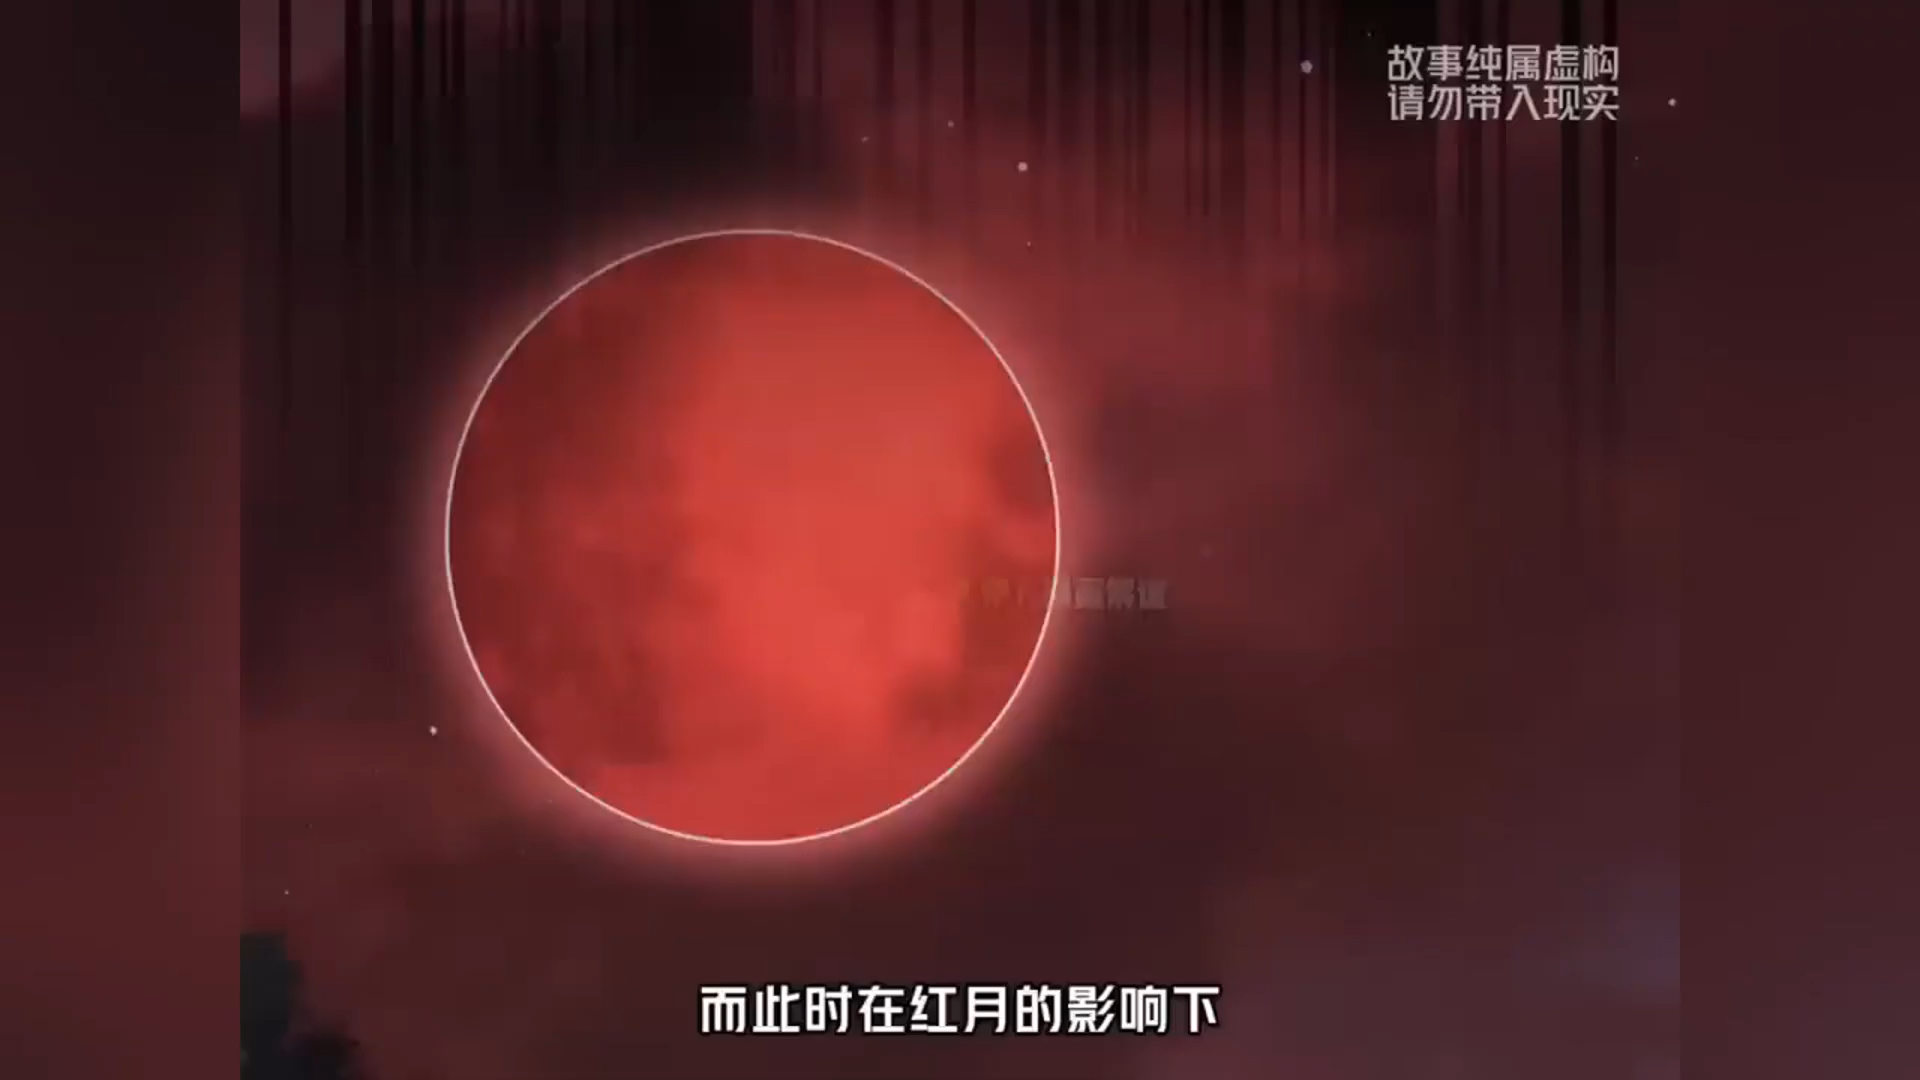 故事纯属虚构
请勿带入现实
而此时在红月的影响下